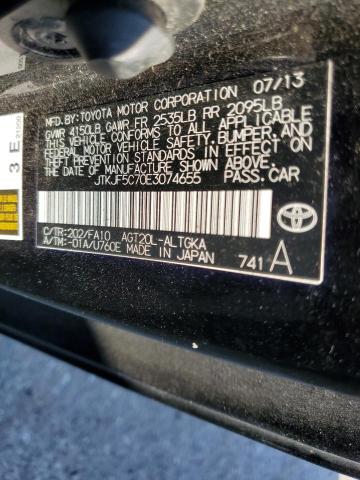 MFD.BY:TOYOTA MOTOR CORPORATION 07/13
GVWR 4150LB GAWR FR 2535LB RR 2095LB
THIS VEHICLE CONFORMS TO ALL APPLICABLE
FEDERAL MOTOR VEHICLE SAFETY,BUMPER,AND
THEFT PREVENTION STANDARDS IN EFFECT ON
THE DATE OF MANUFACTURE SHOWN ABOVE.
JTKJF5C70E3074655 PASS.CAR
C/TR:202/FA10 AGT20L-ALTGKA
A/TM:-01A/U760E MADE IN JAPAN
741A
3 E